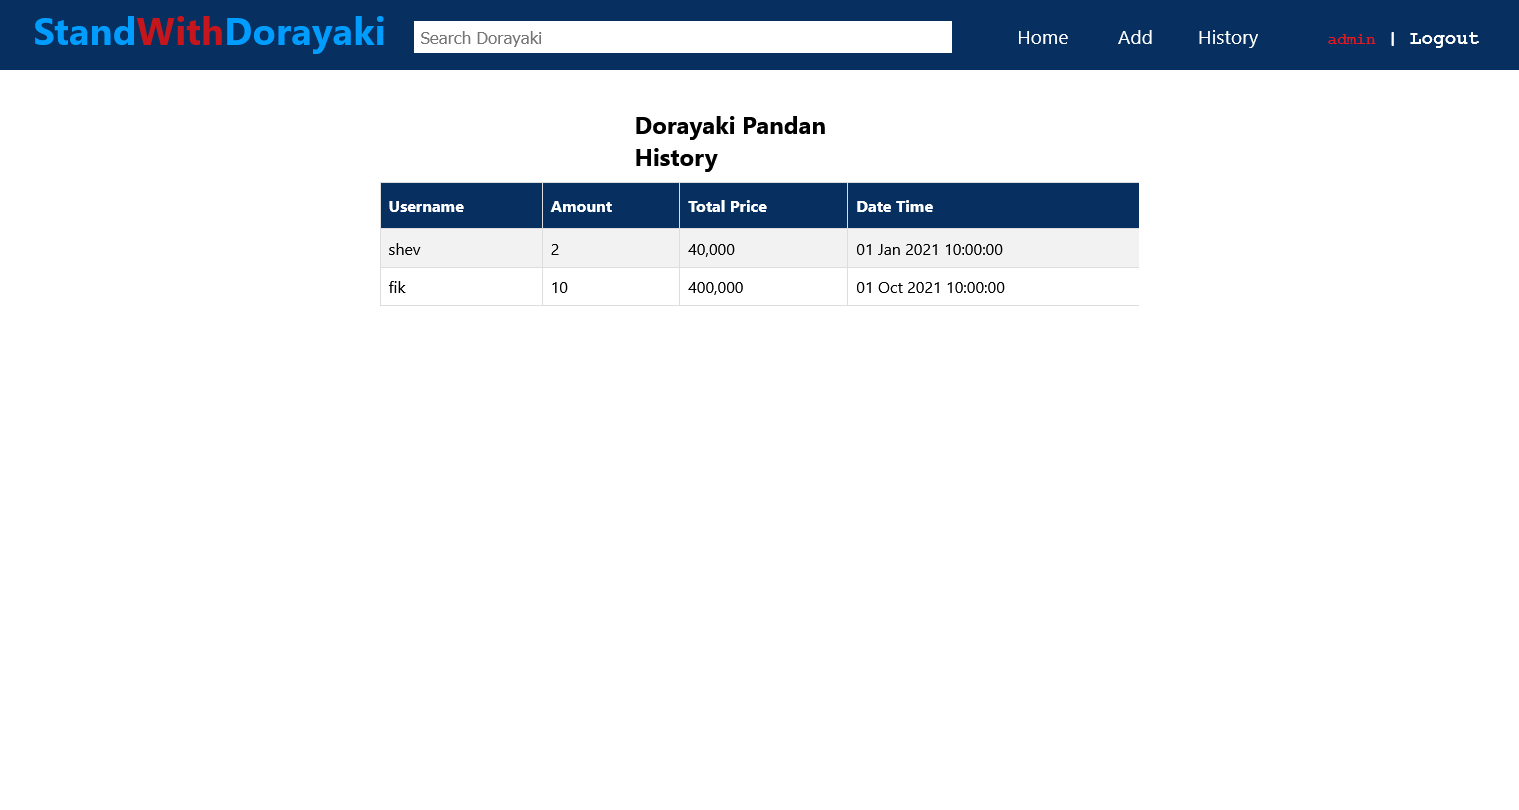 StandWithDorayaki Search Dorayaki Home Add History admin | Logout
Dorayaki Pandan
History
Username Amount Total Price Date Time
shev 2 40,000 01 Jan 2021 10:00:00
fik 10 400,000 01 Oct 2021 10:00:00